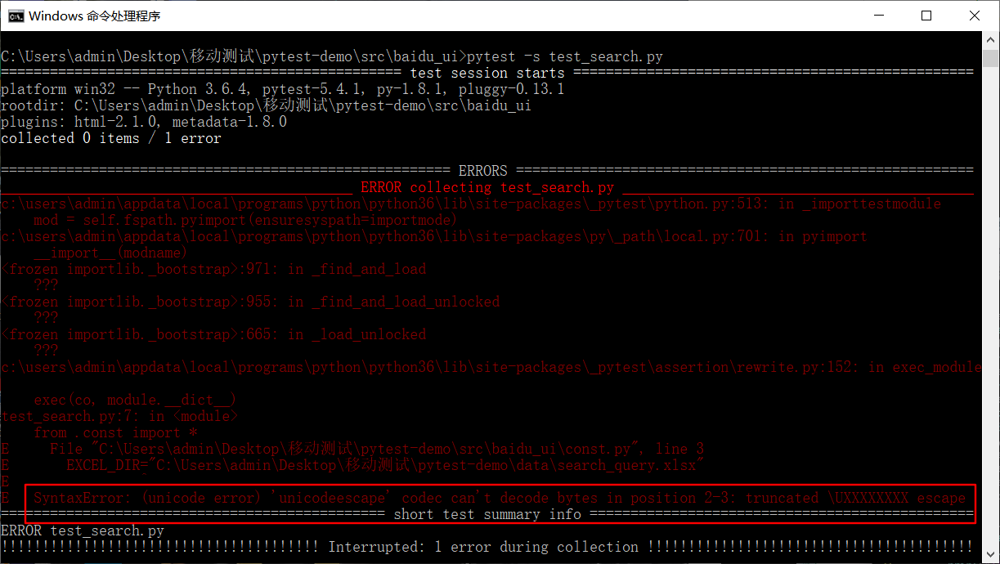 Windows 命令处理程序
C:\Users\admin\Desktop\移动测试\pytest-demo\src\baidu_ui>pytest -s test_search.py
================================================= test session starts =================================================
platform win32 -- Python 3.6.4, pytest-5.4.1, py-1.8.1, pluggy-0.13.1
rootdir: C:\Users\admin\Desktop\移动测试\pytest-demo\src\baidu_ui
plugins: html-2.1.0, metadata-1.8.0
collected 0 items / 1 error
======================================================= ERRORS ========================================================
___________________________________________ ERROR collecting test_search.py ___________________________________________
c:\users\admin\appdata\local\programs\python\python36\lib\site-packages\_pytest\python.py:513: in _importtestmodule
    mod = self.fspath.pyimport(ensuresyspath=importmode)
c:\users\admin\appdata\local\programs\python\python36\lib\site-packages\py\_path\local.py:701: in pyimport
    __import__(modname)
<frozen importlib._bootstrap>:971: in _find_and_load
    ???
<frozen importlib._bootstrap>:955: in _find_and_load_unlocked
    ???
<frozen importlib._bootstrap>:665: in _load_unlocked
    ???
c:\users\admin\appdata\local\programs\python\python36\lib\site-packages\_pytest\assertion\rewrite.py:152: in exec_module
    exec(co, module.__dict__)
test_search.py:7: in <module>
    from .const import *
E     File "C:\Users\admin\Desktop\移动测试\pytest-demo\src\baidu_ui\const.py", line 3
E       EXCEL_DIR="C:\Users\admin\Desktop\移动测试\pytest-demo\data\search_query.xlsx"
E
E   SyntaxError: (unicode error) 'unicodeescape' codec can't decode bytes in position 2-3: truncated \UXXXXXXXX escape
=============================================== short test summary info ===============================================
ERROR test_search.py
!!!!!!!!!!!!!!!!!!!!!!!!!!!!!!!!!!!!!!! Interrupted: 1 error during collection !!!!!!!!!!!!!!!!!!!!!!!!!!!!!!!!!!!!!!!!